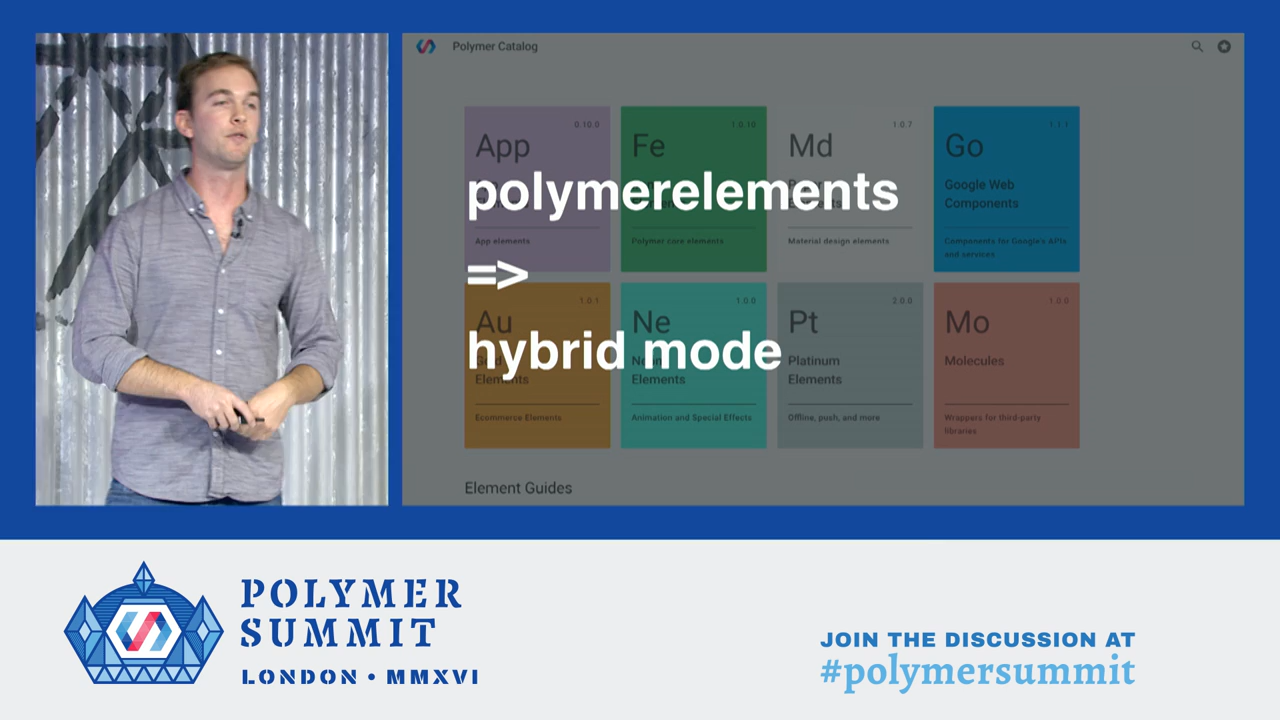 Polymer Catalog
0.10.0
App
App elements
1.0.10
Fe
Elements
Polymer core elements
1.0.7
Md
Elements
Material design elements
1.1.1
Go
Google Web
Components
Components for Google's APIs
and services
polymerelements
=>
hybrid mode
1.0.1
Au
Gold
Elements
Ecommerce Elements
1.0.0
Ne
Neon
Elements
Animation and Special Effects
2.0.0
Pt
Platinum
Elements
Offline, push, and more
1.0.0
Mo
Molecules
Wrappers for third-party
libraries
Element Guides
POLYMER
SUMMIT
LONDON • MMXVI
JOIN THE DISCUSSION AT
#polymersummit